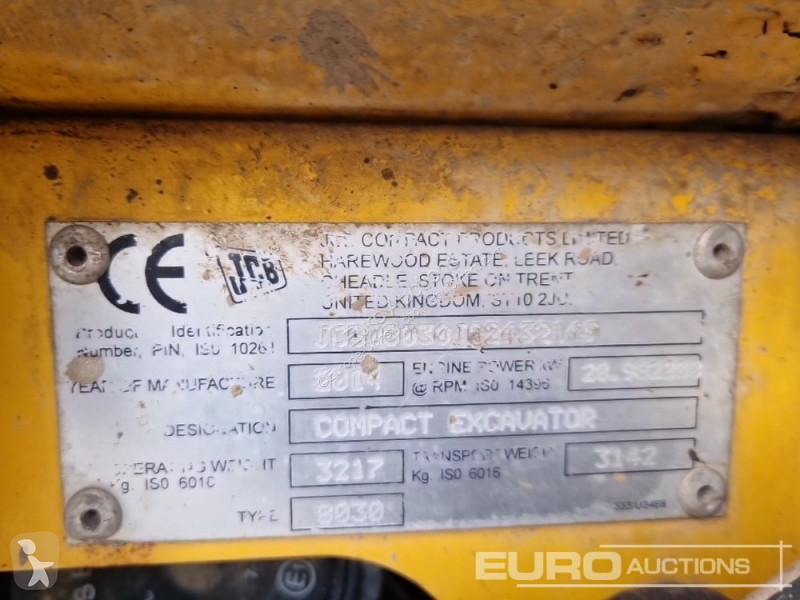 CE JCB
JCB COMPACT PRODUCTS LIMITED
HAREWOOD ESTATE, LEEK ROAD,
CHEADLE, STOKE ON TRENT
UNITED KINGDOM, ST10 2JU.
Product Identification
Number, PIN, ISO 10261
YEAR OF MANUFACTURE 2014
ENGINE POWER kW
@ RPM ISO 14396
DESIGNATION COMPACT EXCAVATOR
OPERATING WEIGHT 3217
Kg. ISO 6016
TRANSPORT WEIGHT 3142
Kg. ISO 6016
TYPE 8030
EURO AUCTIONS